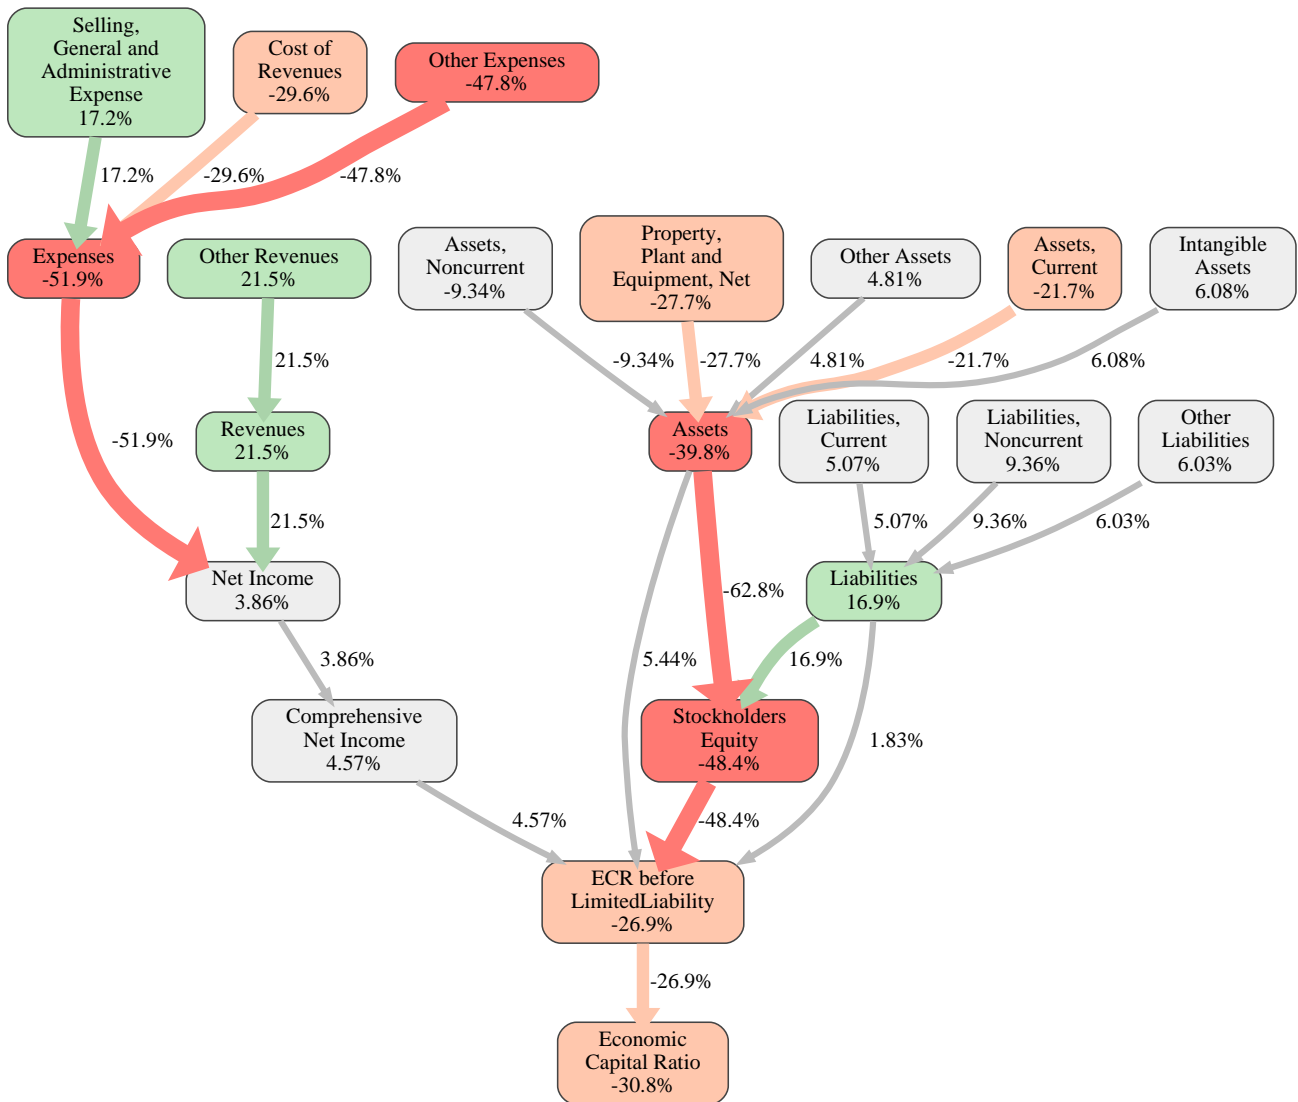 Selling,
General and
Administrative
Expense
17.2%
Cost of
Revenues
-29.6%
Other Expenses
-47.8%
17.2%
-29.6%
-47.8%
Expenses
-51.9%
Other Revenues
21.5%
Assets,
Noncurrent
-9.34%
Property,
Plant and
Equipment, Net
-27.7%
Other Assets
4.81%
Assets,
Current
-21.7%
Intangible
Assets
6.08%
21.5%
-9.34%
-27.7%
4.81%
-21.7%
6.08%
-51.9%
Revenues
21.5%
Assets
-39.8%
Liabilities,
Current
5.07%
Liabilities,
Noncurrent
9.36%
Other
Liabilities
6.03%
21.5%
5.07%
9.36%
6.03%
Net Income
3.86%
-62.8%
Liabilities
16.9%
3.86%
5.44%
16.9%
1.83%
Comprehensive
Net Income
4.57%
Stockholders
Equity
-48.4%
4.57%
-48.4%
ECR before
LimitedLiability
-26.9%
-26.9%
Economic
Capital Ratio
-30.8%